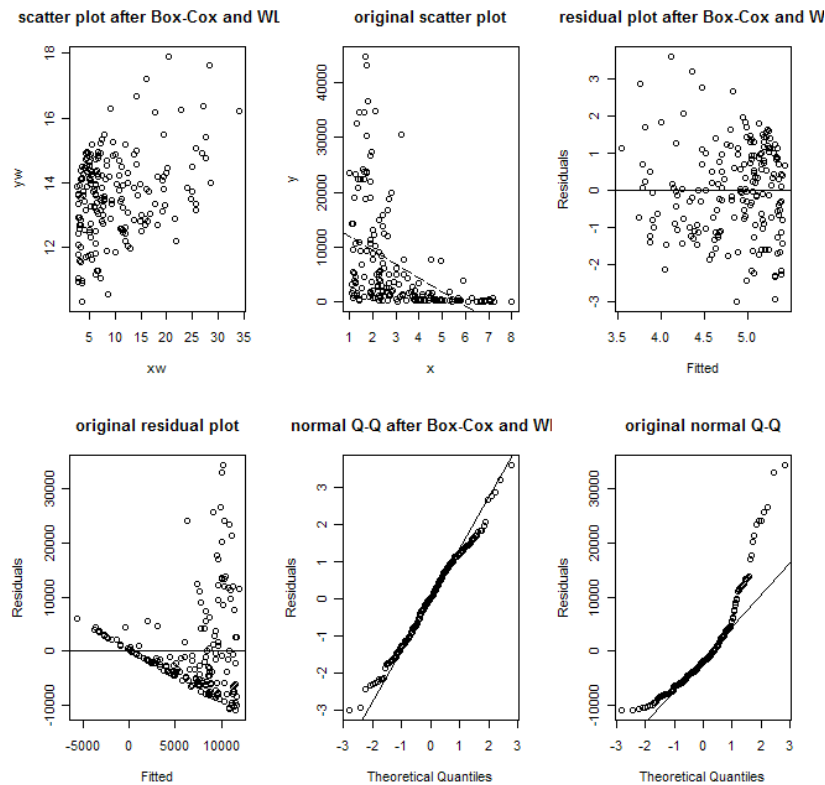 scatter plot after Box-Cox and WL
original scatter plot
residual plot after Box-Cox and W
yw
12 14 16 18
5 10 15 20 25 30 35
xw
y
0 10000 20000 30000 40000
1 2 3 4 5 6 7 8
x
Residuals
-3 -2 -1 0 1 2 3
3.5 4.0 4.5 5.0
Fitted
original residual plot
normal Q-Q after Box-Cox and WI
original normal Q-Q
Residuals
-10000 0 10000 20000 30000
-5000 0 5000 10000
Fitted
Residuals
-3 -2 -1 0 1 2 3
-3 -2 -1 0 1 2 3
Theoretical Quantiles
Residuals
-10000 0 10000 20000 30000
-3 -2 -1 0 1 2 3
Theoretical Quantiles